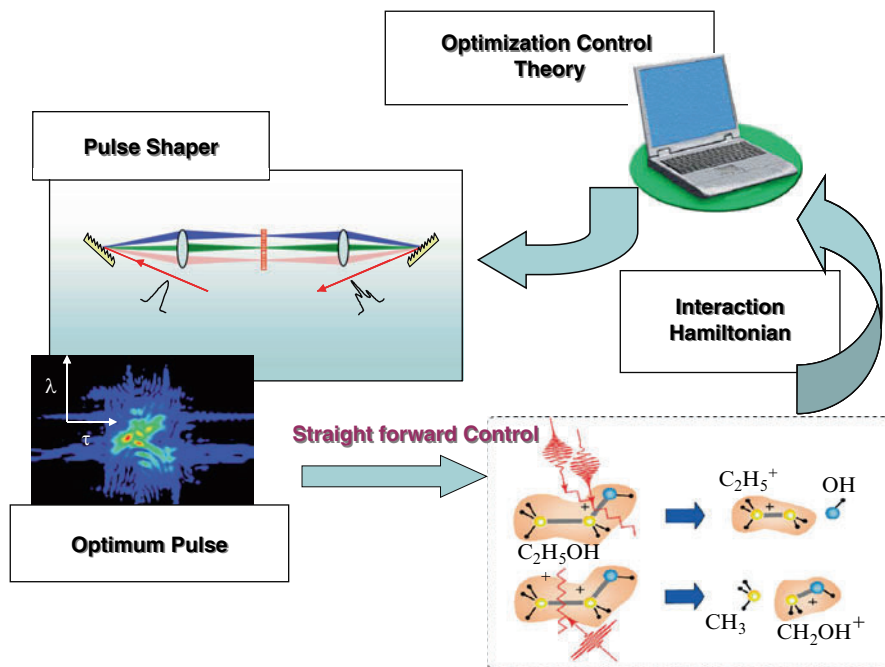 Optimization Control
Theory
Pulse Shaper
Interaction
Hamiltonian
λ
τ
Straight forward Control
Optimum Pulse
C₂H₅⁺
OH
+
+
C₂H₅OH
+
+
CH₃
+
CH₂OH⁺